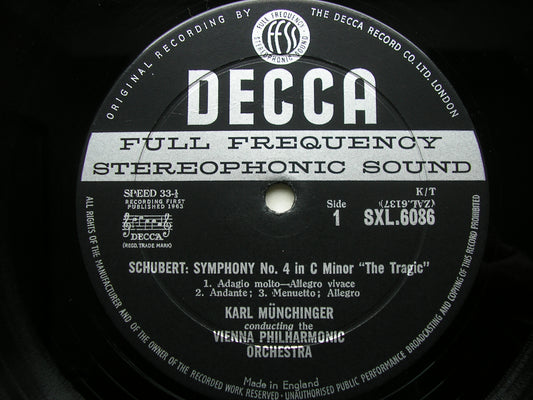 ORIGINAL RECORDING BY THE DECCA RECORD CO. LTD. LONDON
FULL FREQUENCY
ffss
STEREOPHONIC SOUND
DECCA
FULL FREQUENCY
STEREOPHONIC SOUND
SPEED 33⅓
RECORDING FIRST
PUBLISHED 1963
DECCA
(REGD. TRADE MARK)
K/T
Side
1
(ZAL.6137)
SXL.6086
SCHUBERT: SYMPHONY No. 4 in C Minor "The Tragic"
1. Adagio molto—Allegro vivace
2. Andante; 3. Menuetto; Allegro
KARL MÜNCHINGER
conducting the
VIENNA PHILHARMONIC
ORCHESTRA
Made in England
ALL RIGHTS OF THE MANUFACTURER AND OF THE OWNER OF THE RECORDED WORK RESERVED · UNAUTHORISED PUBLIC PERFORMANCE BROADCASTING AND COPYING OF THIS RECORD PROHIBITED